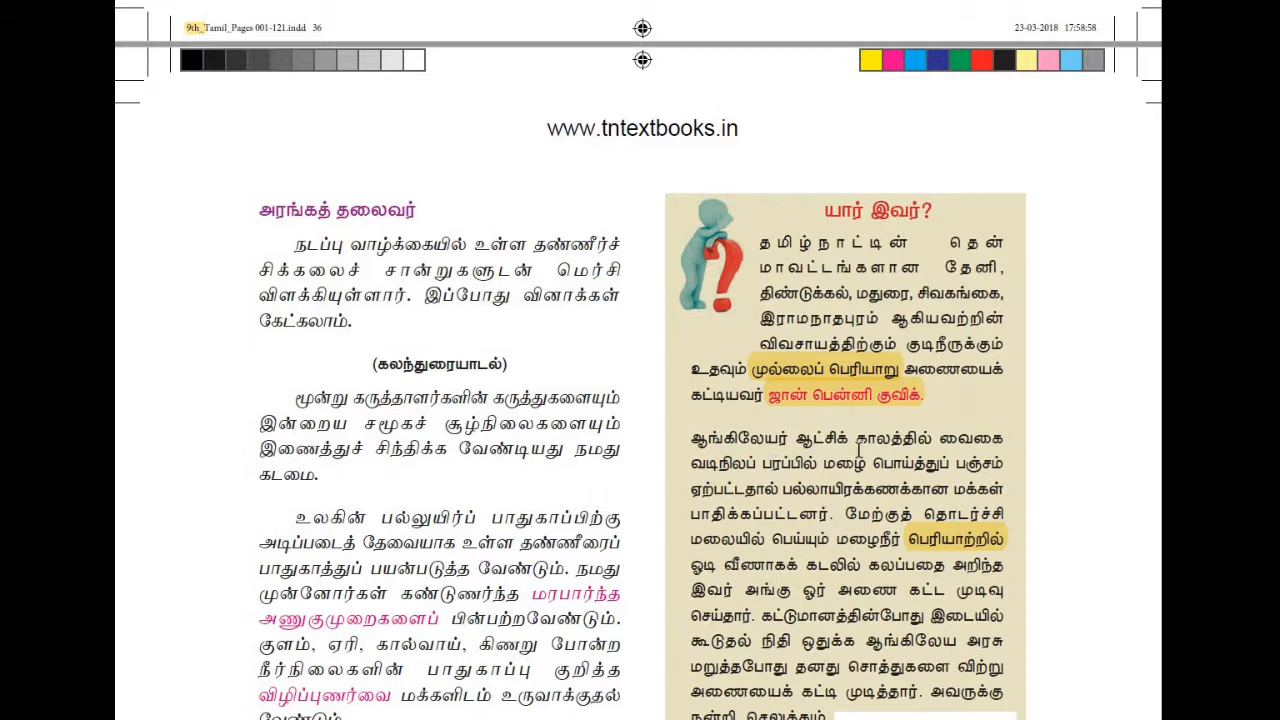 9th_Tamil_Pages 001-121.indd 36
23-03-2018 17:58:58
www.tntextbooks.in
அரங்கத் தலைவர்
நடப்பு வாழ்க்கையில் உள்ள தண்ணீர்ச்
சிக்கலைச் சான்றுகளுடன் மெர்சி
விளக்கியுள்ளார். இப்போது வினாக்கள்
கேட்கலாம்.
(கலந்துரையாடல்)
மூன்று கருத்தாளர்களின் கருத்துகளையும்
இன்றைய சமூகச் சூழ்நிலைகளையும்
இணைத்துச் சிந்திக்க வேண்டியது நமது
கடமை.
உலகின் பல்லுயிர்ப் பாதுகாப்பிற்கு
அடிப்படைத் தேவையாக உள்ள தண்ணீரைப்
பாதுகாத்துப் பயன்படுத்த வேண்டும். நமது
முன்னோர்கள் கண்டுணர்ந்த மரபார்ந்த
அணுகுமுறைகளைப் பின்பற்றவேண்டும்.
குளம், ஏரி, கால்வாய், கிணறு போன்ற
நீர்நிலைகளின் பாதுகாப்பு குறித்த
விழிப்புணர்வை மக்களிடம் உருவாக்குதல்
வேண்டும்.
யார் இவர்?
தமிழ்நாட்டின் தென்
மாவட்டங்களான தேனி,
திண்டுக்கல், மதுரை, சிவகங்கை,
இராமநாதபுரம் ஆகியவற்றின்
விவசாயத்திற்கும் குடிநீருக்கும்
உதவும் முல்லைப் பெரியாறு அணையைக்
கட்டியவர் ஜான் பென்னி குவிக்.
ஆங்கிலேயர் ஆட்சிக் காலத்தில் வைகை
வடிநிலப் பரப்பில் மழை பொய்த்துப் பஞ்சம்
ஏற்பட்டதால் பல்லாயிரக்கணக்கான மக்கள்
பாதிக்கப்பட்டனர். மேற்குத் தொடர்ச்சி
மலையில் பெய்யும் மழைநீர் பெரியாற்றில்
ஓடி வீணாகக் கடலில் கலப்பதை அறிந்த
இவர் அங்கு ஓர் அணை கட்ட முடிவு
செய்தார். கட்டுமானத்தின்போது இடையில்
கூடுதல் நிதி ஒதுக்க ஆங்கிலேய அரசு
மறுத்தபோது தனது சொத்துகளை விற்று
அணையைக் கட்டி முடித்தார். அவருக்கு
நன்றி செலுத்தும்